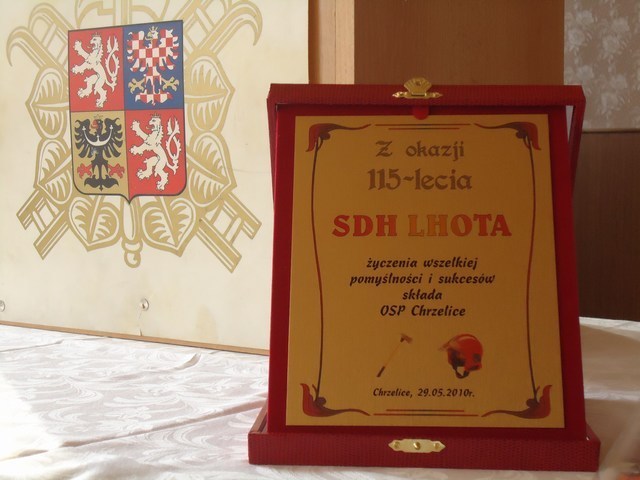 Z okazji
115-lecia
SDH LHOTA
życzenia wszelkiej
pomyślności i sukcesów
składa
OSP Chrzelice
Chrzelice, 29.05.2010r.